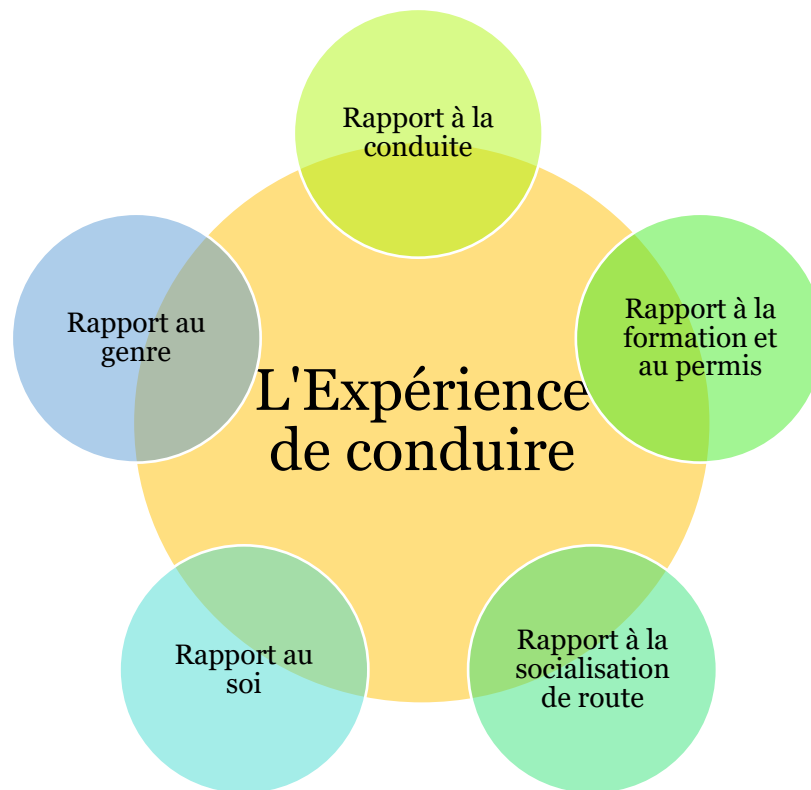 Rapport à la
conduite
Rapport à la
formation et
au permis
Rapport à la
socialisation
de route
Rapport au
soi
Rapport au
genre
L'Expérience
de conduire